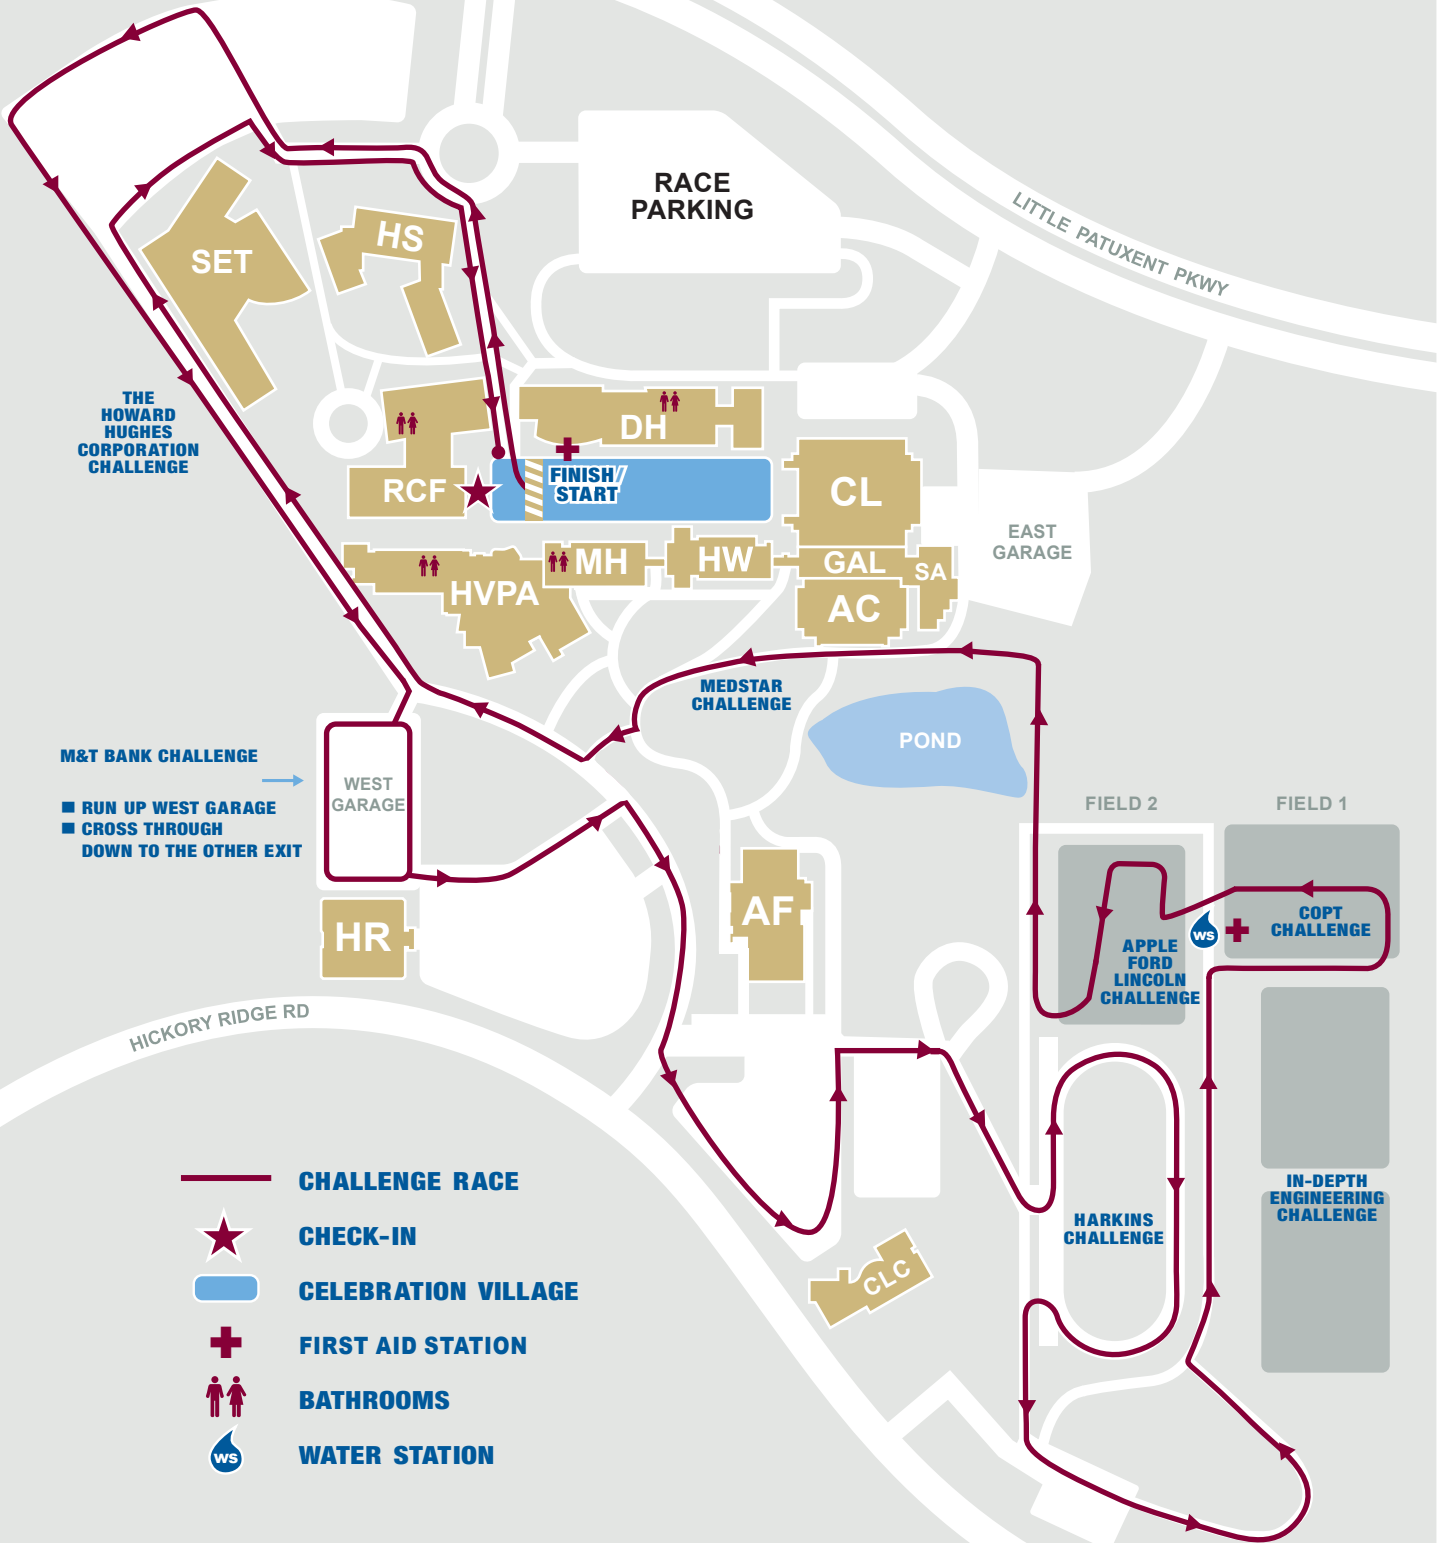 RACE
PARKING
LITTLE PATUXENT PKWY
HS
SET
THE
HOWARD
HUGHES
CORPORATION
CHALLENGE
DH
RCF
FINISH/
START
CL
EAST
GARAGE
MH
HW
GAL
SA
HVPA
AC
MEDSTAR
CHALLENGE
POND
M&T BANK CHALLENGE
RUN UP WEST GARAGE
CROSS THROUGH
DOWN TO THE OTHER EXIT
WEST
GARAGE
FIELD 2
FIELD 1
AF
HR
COPT
CHALLENGE
WS
APPLE
FORD
LINCOLN
CHALLENGE
HICKORY RIDGE RD
IN-DEPTH
ENGINEERING
CHALLENGE
HARKINS
CHALLENGE
CLC
CHALLENGE RACE
CHECK-IN
CELEBRATION VILLAGE
FIRST AID STATION
BATHROOMS
WS
WATER STATION